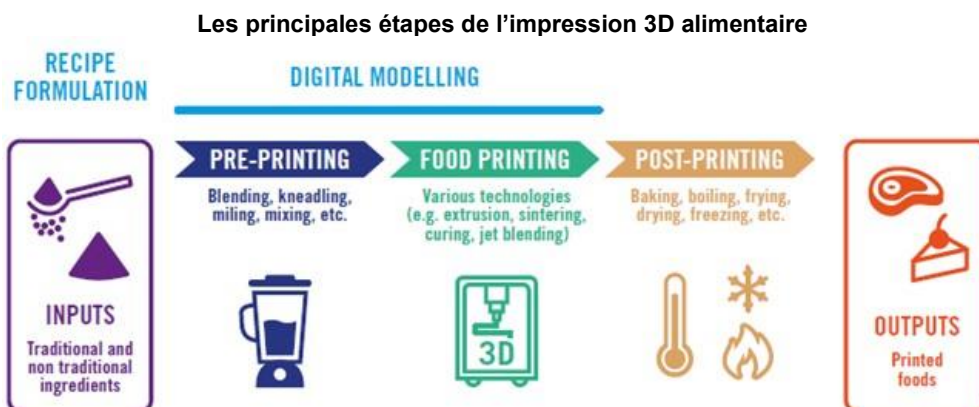 Les principales étapes de l’impression 3D alimentaire
RECIPE
FORMULATION
DIGITAL MODELLING
INPUTS
Traditional and
non traditional
ingredients
PRE-PRINTING
Blending, kneadling,
miling, mixing, etc.
FOOD PRINTING
Various technologies
(e.g. extrusion, sintering,
curing, jet blending)
3D
POST-PRINTING
Baking, boiling, frying,
drying, freezing, etc.
OUTPUTS
Printed
foods